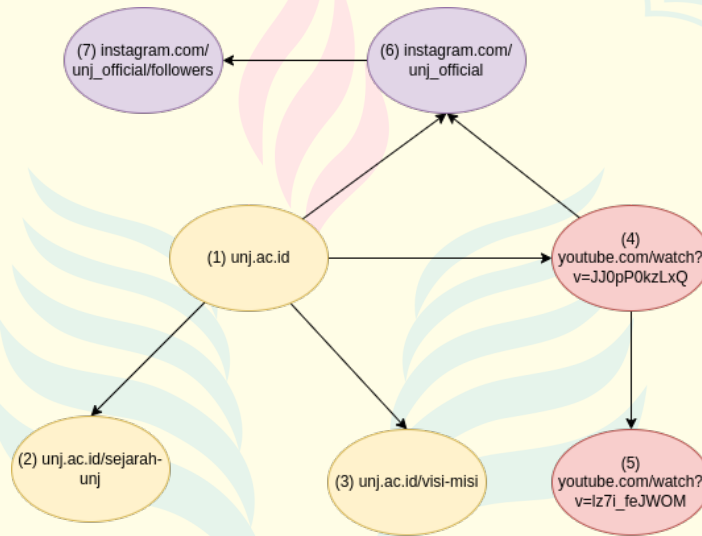 (7) instagram.com/
unj_official/followers
(6) instagram.com/
unj_official
(1) unj.ac.id
(4)
youtube.com/watch?
v=JJ0pP0kzLxQ
(2) unj.ac.id/sejarah-
unj
(3) unj.ac.id/visi-misi
(5)
youtube.com/watch?
v=lz7i_feJWOM